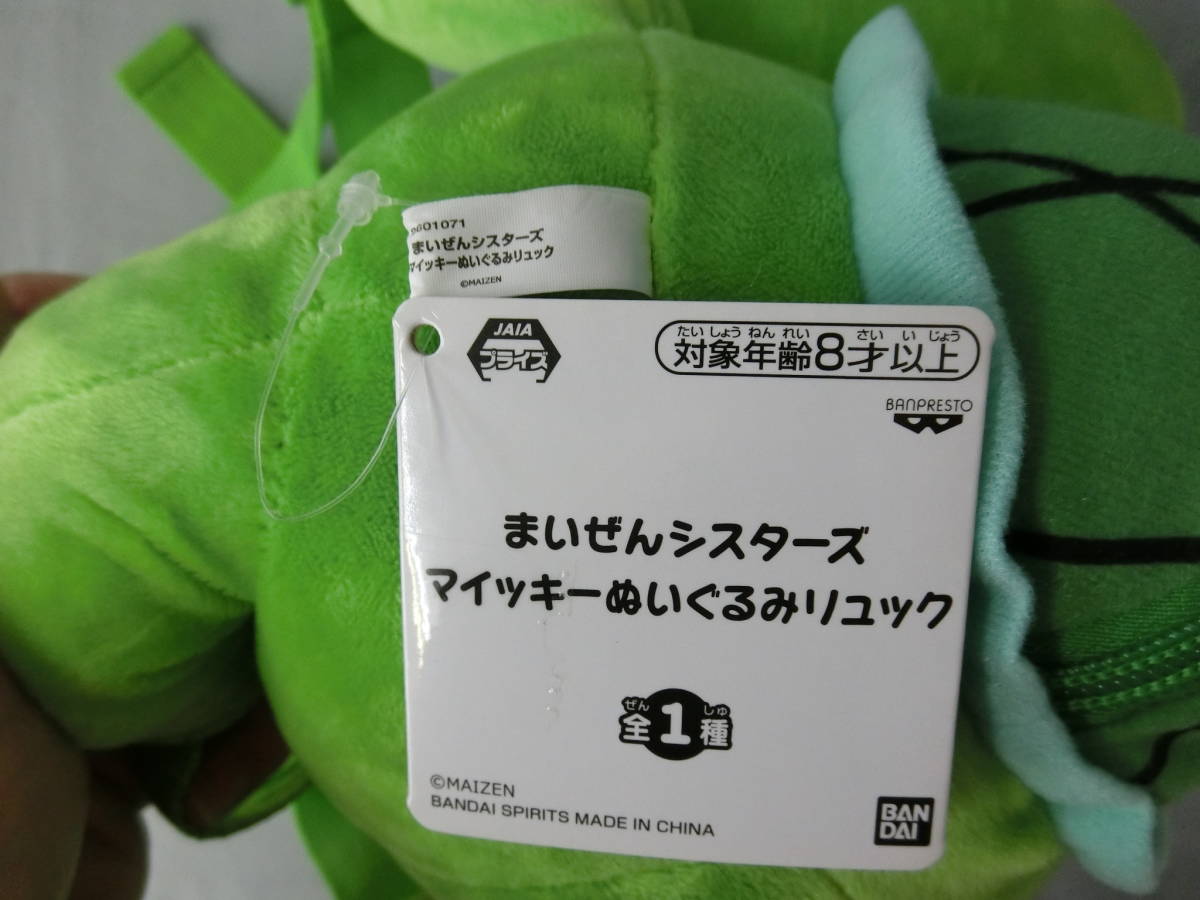 2601071
まいぜんシスターズ
マイッキーぬいぐるみリュック
©MAIZEN
JAIA
プライズ
たいしょうねんれい さい い じょう
対象年齢8才以上
BANPRESTO
まいぜんシスターズ
マイッキーぬいぐるみリュック
ぜん しゅ
全1種
©MAIZEN
BANDAI SPIRITS MADE IN CHINA
BAN
DAI